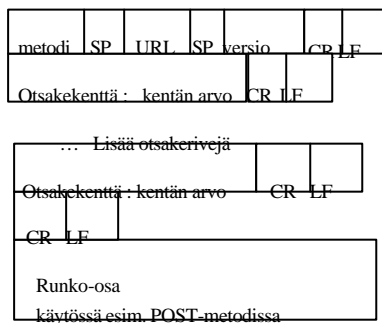 metodi SP URL SP versio CR LF
Otsakekenttä : kentän arvo CR LF
… Lisää otsakerivejä
Otsakekenttä : kentän arvo CR LF
CR LF
Runko-osa
käytössä esim. POST-metodissa